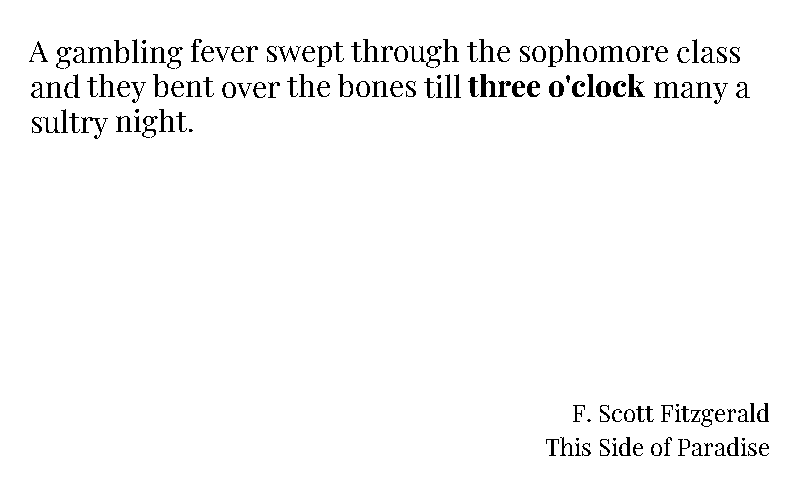 A gambling fever swept through the sophomore class
and they bent over the bones till three o'clock many a
sultry night.
F. Scott Fitzgerald
This Side of Paradise